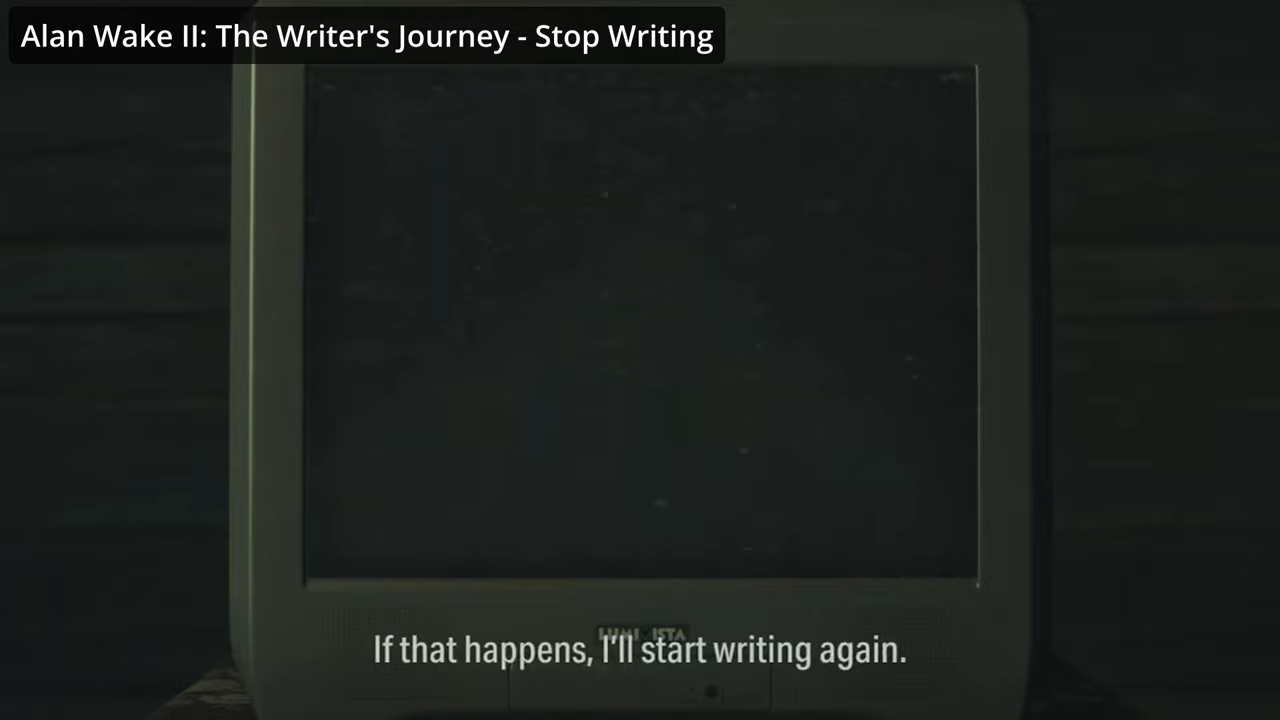 Alan Wake II: The Writer's Journey - Stop Writing
If that happens, I'll start writing again.